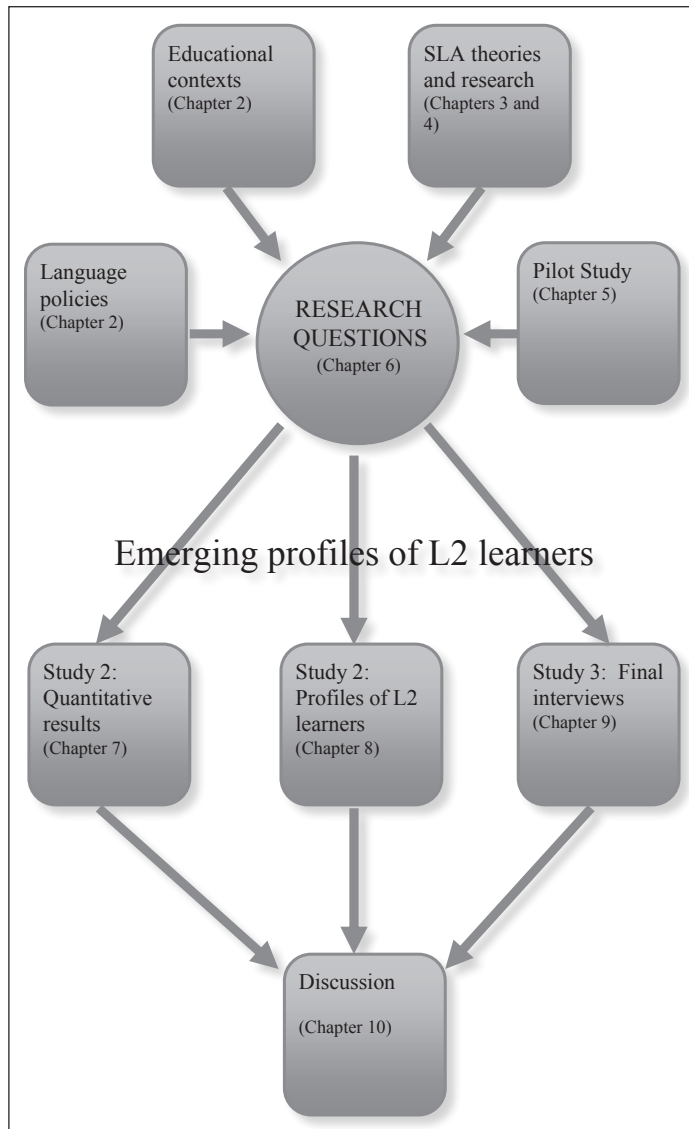 Educational
contexts
(Chapter 2)
SLA theories
and research
(Chapters 3 and
4)
Language
policies
(Chapter 2)
RESEARCH
QUESTIONS
(Chapter 6)
Pilot Study
(Chapter 5)
Emerging profiles of L2 learners
Study 2:
Quantitative
results
(Chapter 7)
Study 2:
Profiles of L2
learners
(Chapter 8)
Study 3: Final
interviews
(Chapter 9)
Discussion
(Chapter 10)